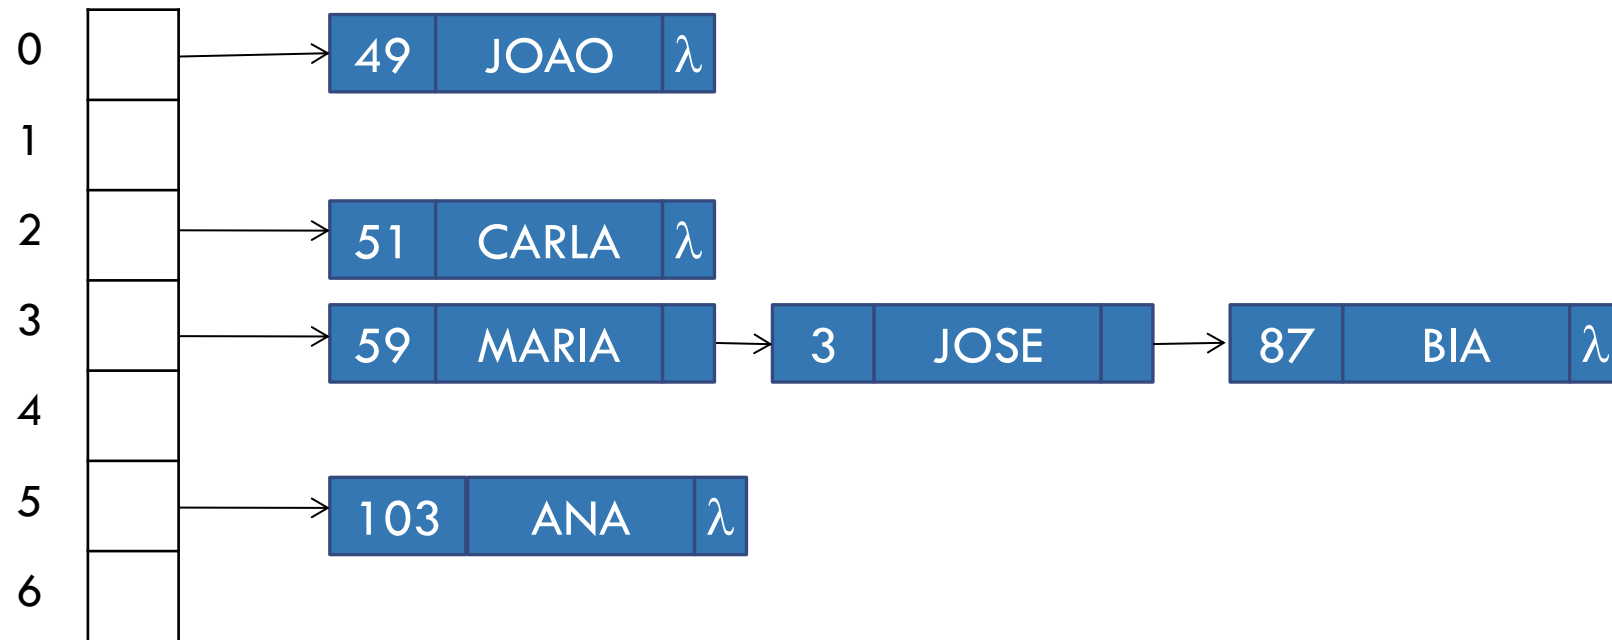 0 49 JOAO λ
1
2 51 CARLA λ
3 59 MARIA 3 JOSE 87 BIA λ
4
5 103 ANA λ
6